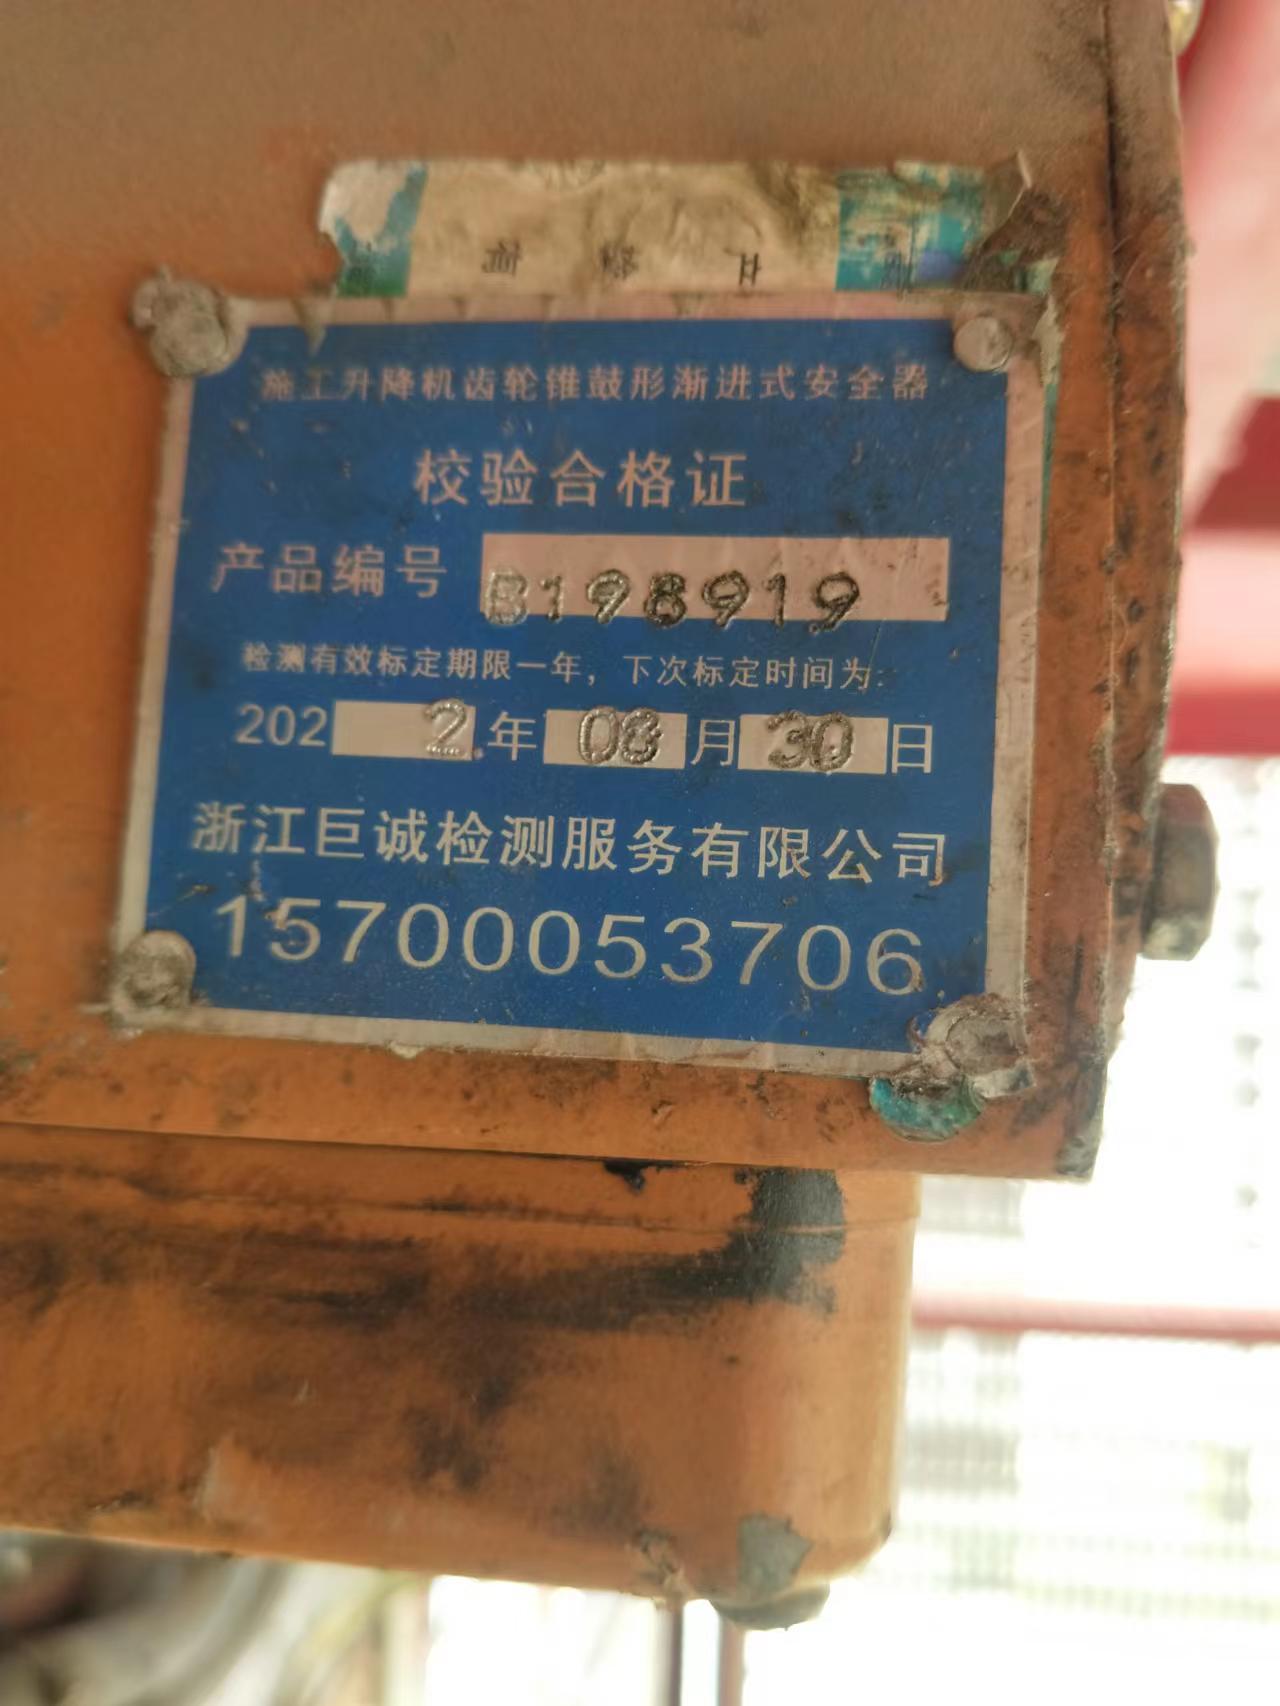 施工升降机齿轮锥鼓形渐进式安全器
校验合格证
产品编号 B198919
检测有效标定期限一年，下次标定时间为:
2022年08月30日
浙江巨诚检测服务有限公司
15700053706